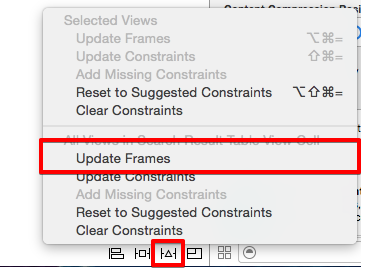 Content Compression Resi
Selected Views
Update Frames ⌥⌘=
Update Constraints ⇧⌘=
Add Missing Constraints
Reset to Suggested Constraints ⌥⇧⌘=
Clear Constraints
All Views in Search Result Table View Cell
Update Frames
Update Constraints
Add Missing Constraints
Reset to Suggested Constraints
Clear Constraints